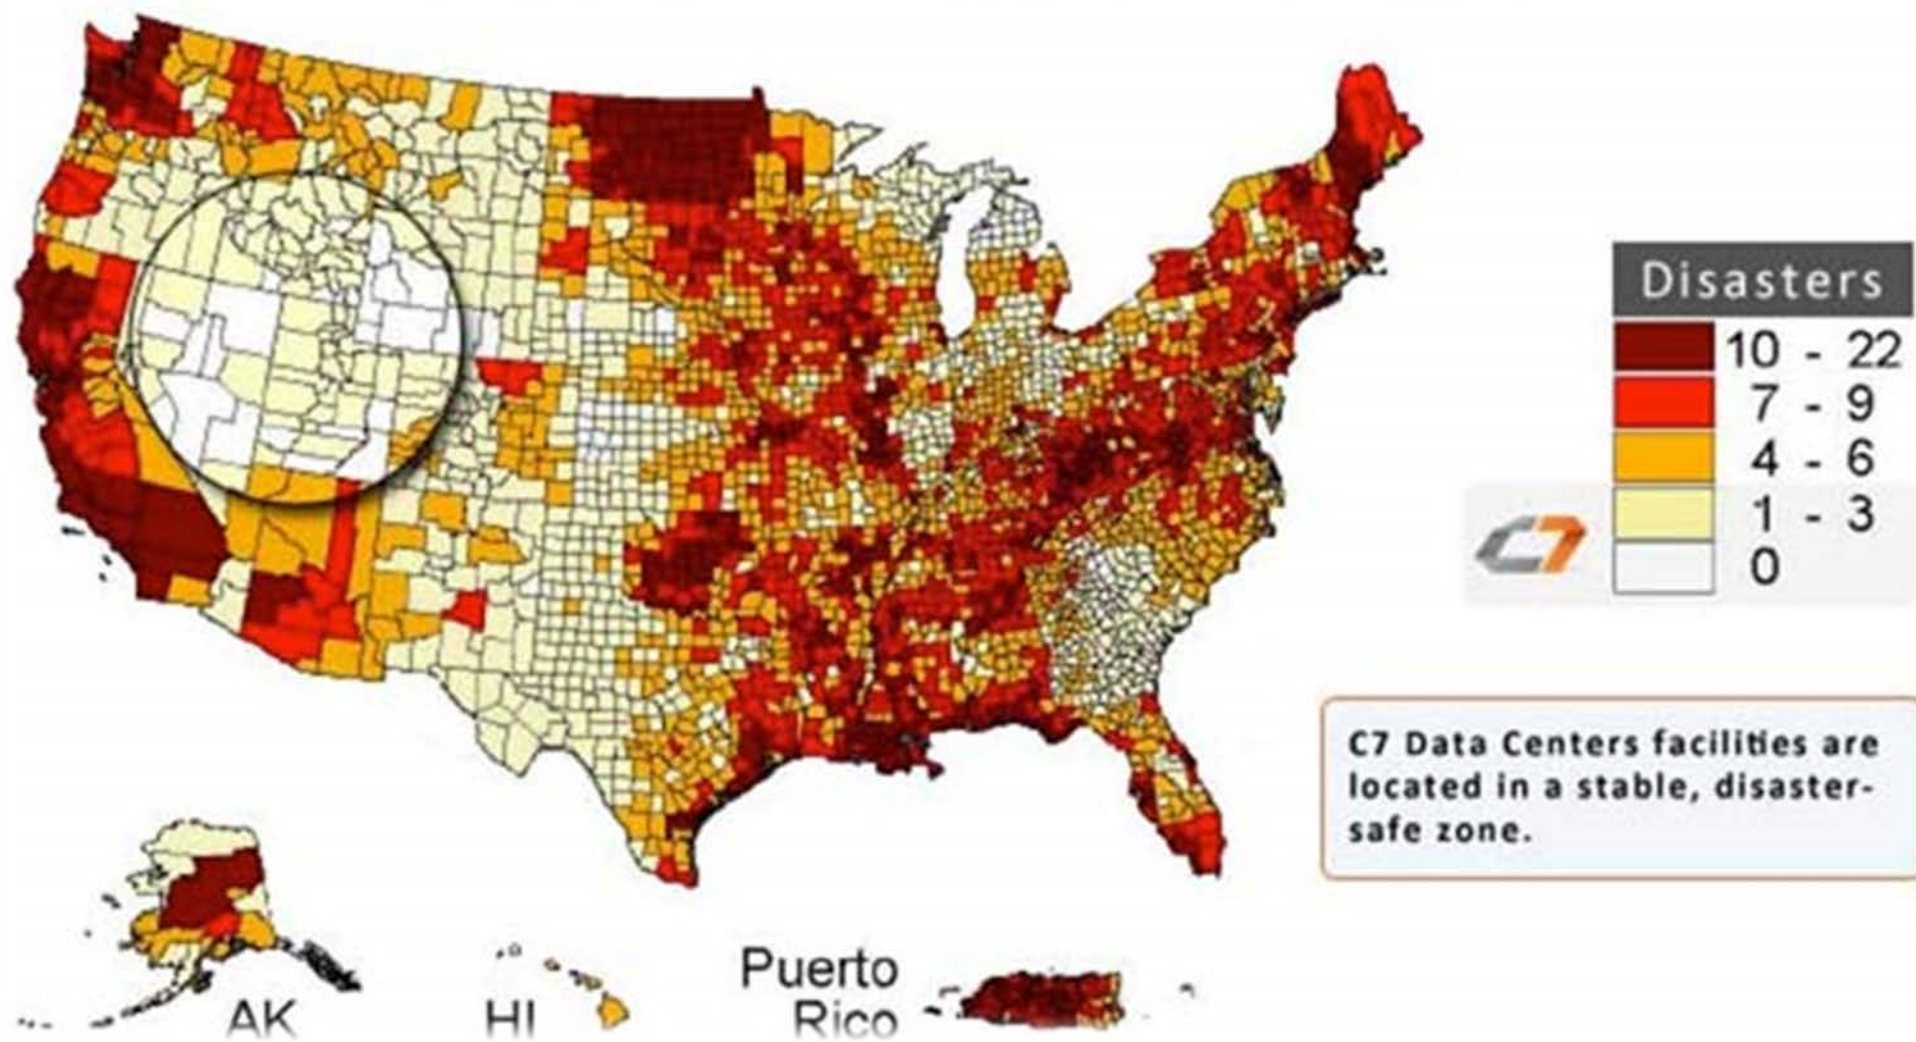 Disasters
10 - 22
7 - 9
4 - 6
1 - 3
0
C7
C7 Data Centers facilities are
located in a stable, disaster-
safe zone.
AK
HI
Puerto
Rico